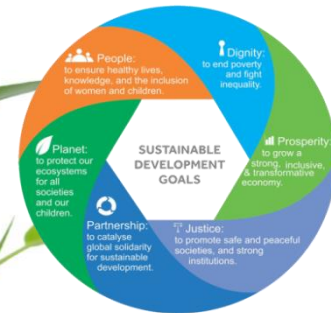 People:
to ensure healthy lives,
knowledge, and the inclusion
of women and children.
Dignity:
to end poverty
and fight
inequality.
Prosperity:
to grow a
strong, inclusive,
& transformative
economy.
Justice:
to promote safe and peaceful
societies, and strong
institutions.
Partnership:
to catalyse
global solidarity
for sustainable
development.
Planet:
to protect our
ecosystems
for all
societies
and our
children.
SUSTAINABLE
DEVELOPMENT
GOALS